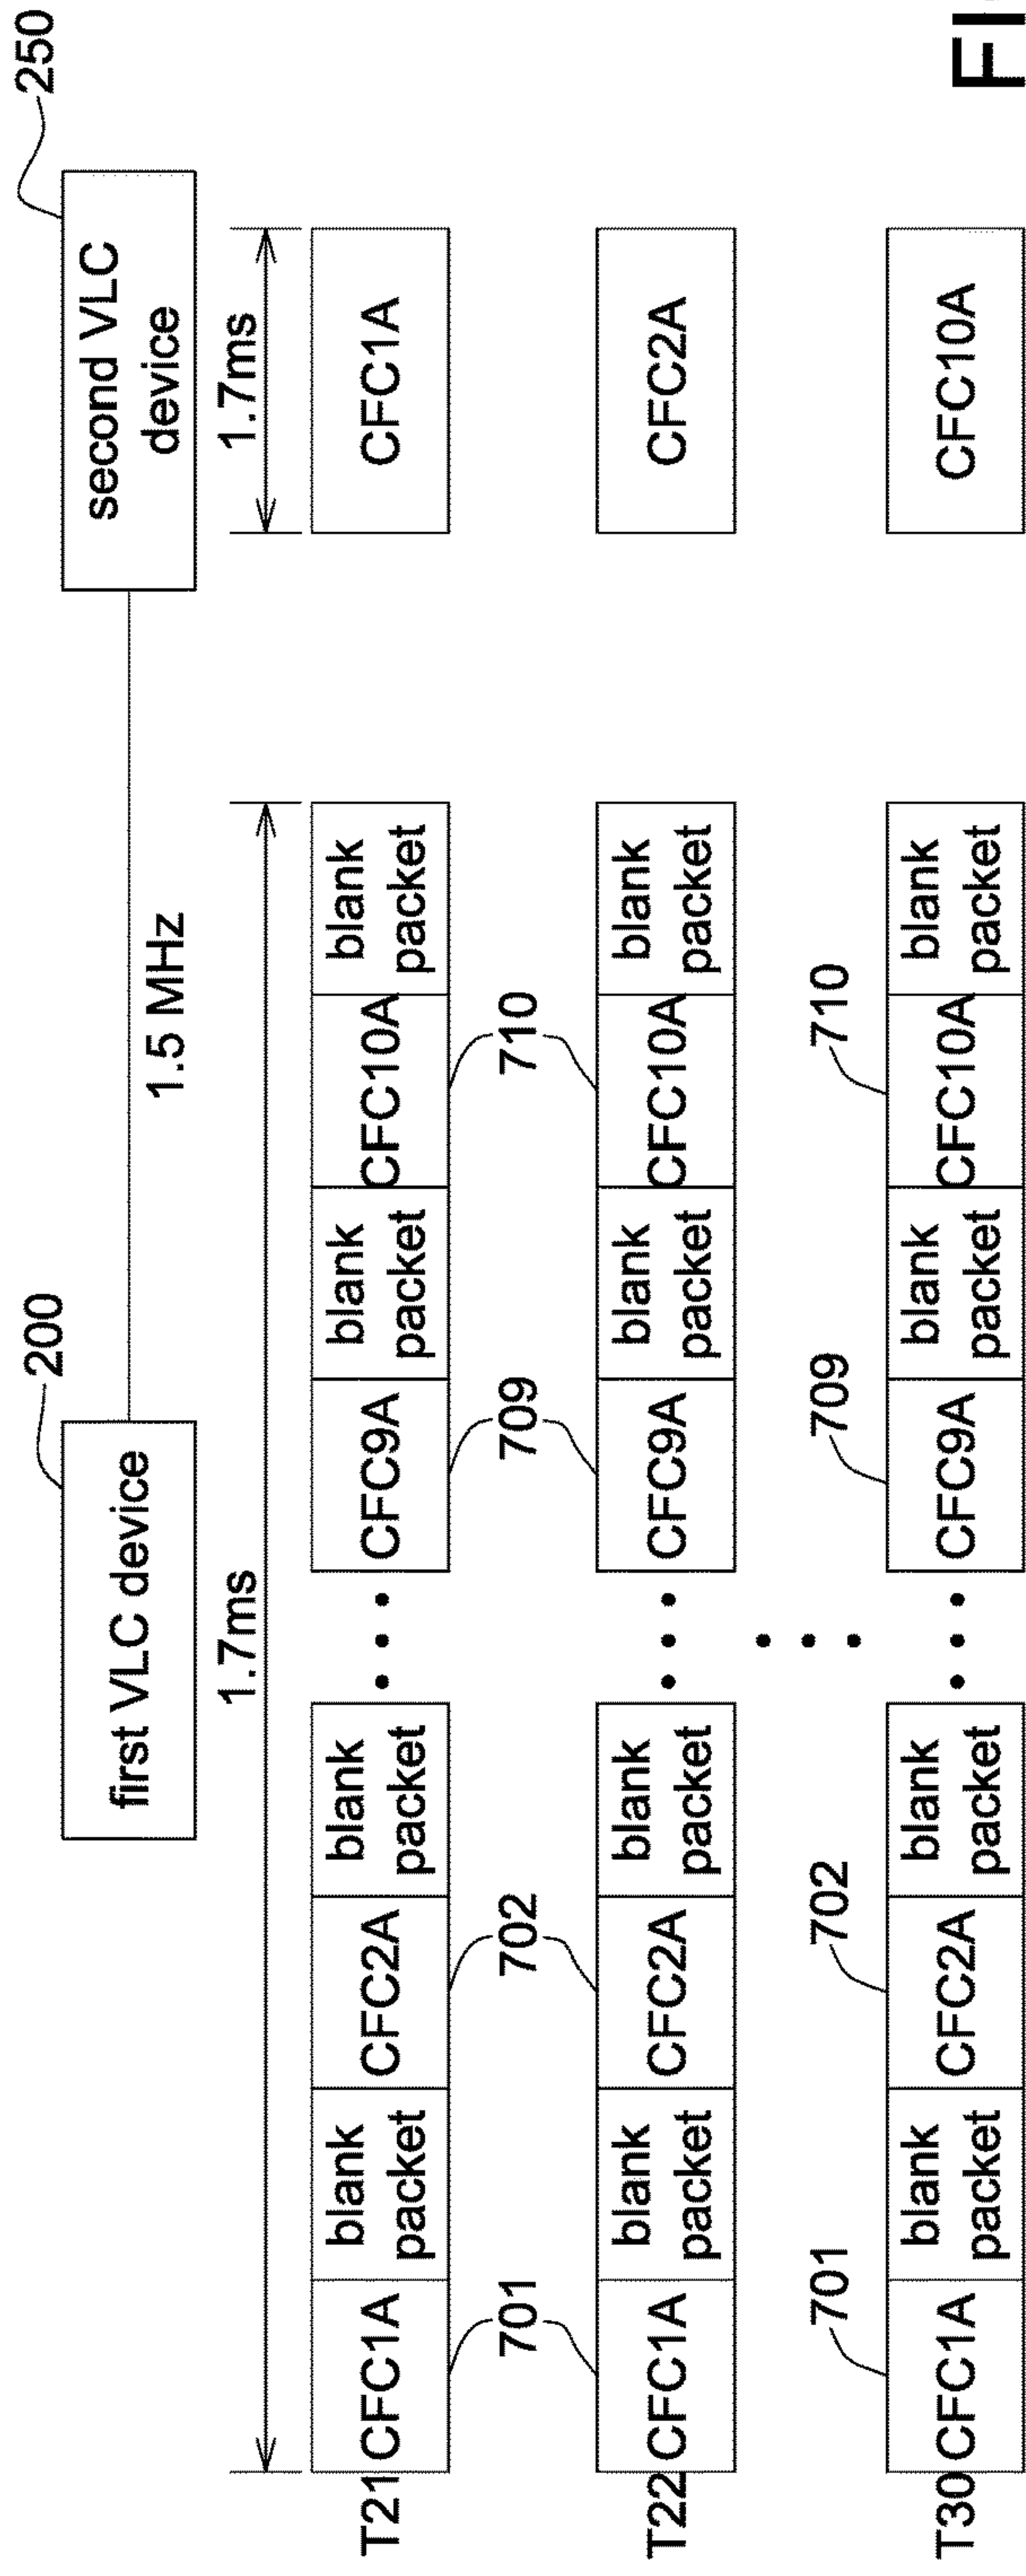 200
250
first VLC device
second VLC
device
1.5 MHz
1.7ms
1.7ms
T21
CFC1A
blank
packet
CFC2A
blank
packet
CFC9A
blank
packet
CFC10A
blank
packet
CFC1A
701
702
709
710
T22
CFC1A
blank
packet
CFC2A
blank
packet
CFC9A
blank
packet
CFC10A
blank
packet
CFC2A
701
702
709
710
T30
CFC1A
blank
packet
CFC2A
blank
packet
CFC9A
blank
packet
CFC10A
blank
packet
CFC10A